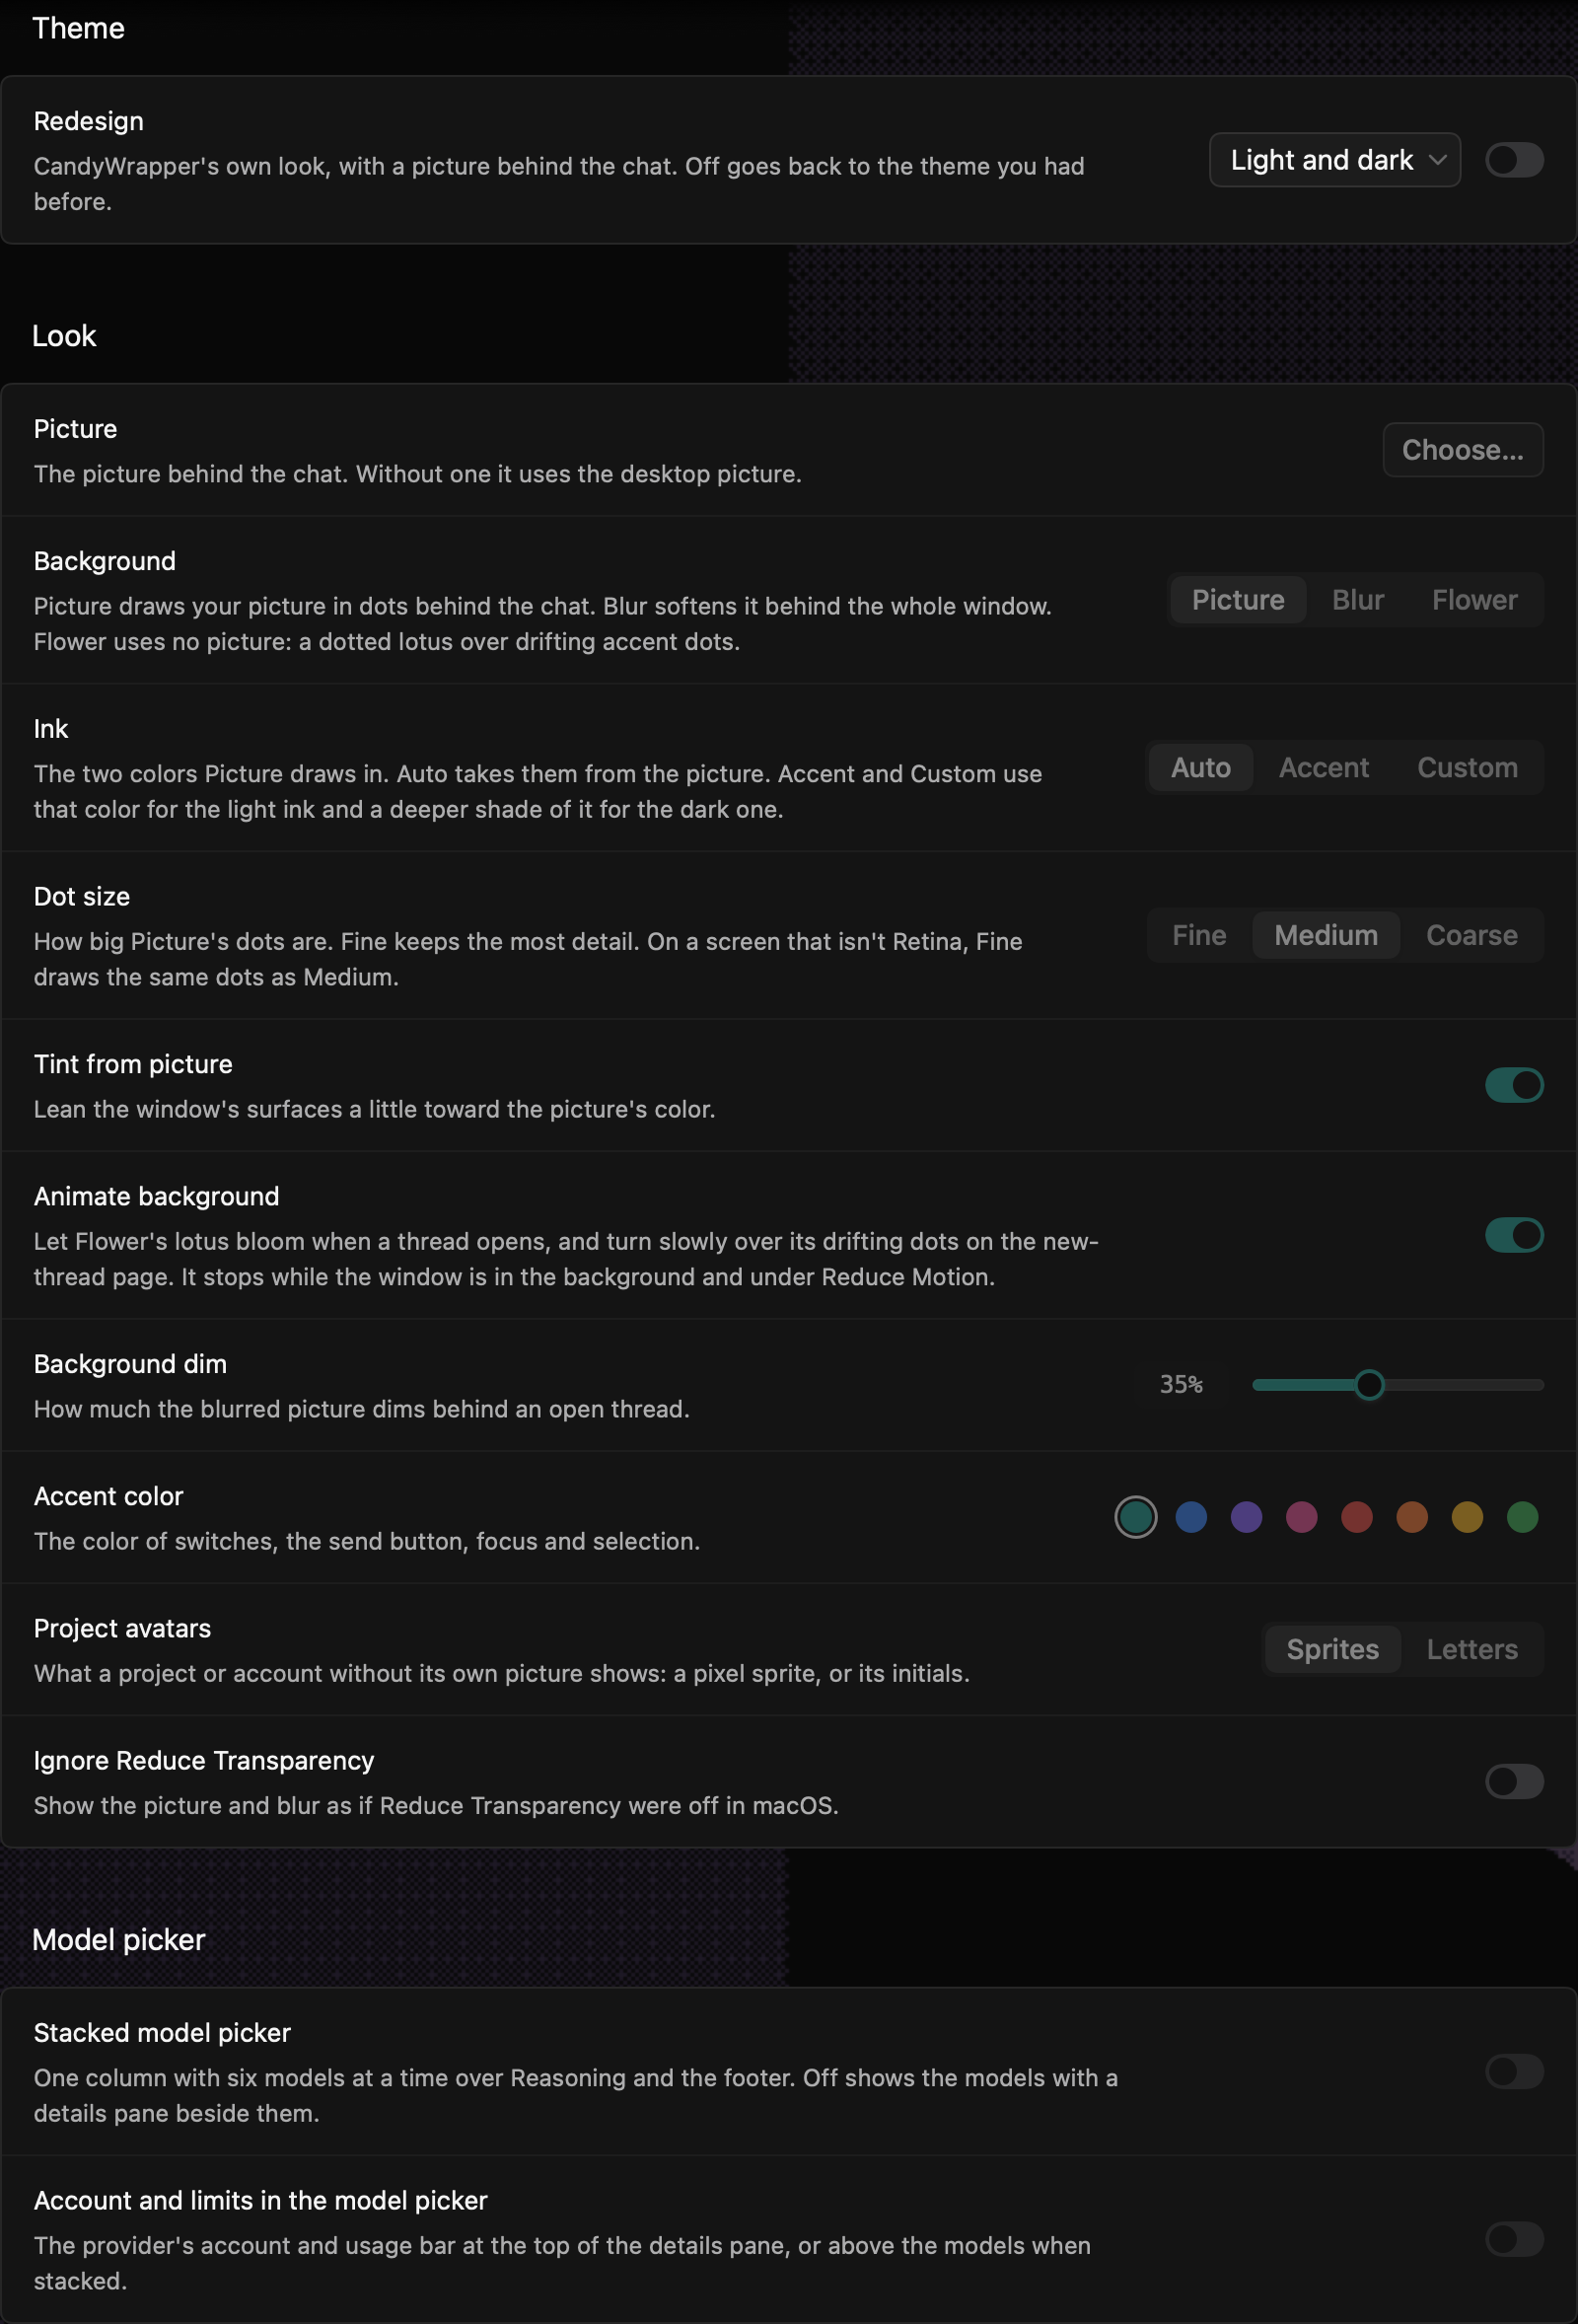 Theme
Redesign
CandyWrapper's own look, with a picture behind the chat. Off goes back to the theme you had
before.
Light and dark
Look
Picture
The picture behind the chat. Without one it uses the desktop picture.
Choose...
Background
Picture draws your picture in dots behind the chat. Blur softens it behind the whole window.
Flower uses no picture: a dotted lotus over drifting accent dots.
Picture Blur Flower
Ink
The two colors Picture draws in. Auto takes them from the picture. Accent and Custom use
that color for the light ink and a deeper shade of it for the dark one.
Auto Accent Custom
Dot size
How big Picture's dots are. Fine keeps the most detail. On a screen that isn't Retina, Fine
draws the same dots as Medium.
Fine Medium Coarse
Tint from picture
Lean the window's surfaces a little toward the picture's color.
Animate background
Let Flower's lotus bloom when a thread opens, and turn slowly over its drifting dots on the new-
thread page. It stops while the window is in the background and under Reduce Motion.
Background dim
How much the blurred picture dims behind an open thread.
35%
Accent color
The color of switches, the send button, focus and selection.
Project avatars
What a project or account without its own picture shows: a pixel sprite, or its initials.
Sprites Letters
Ignore Reduce Transparency
Show the picture and blur as if Reduce Transparency were off in macOS.
Model picker
Stacked model picker
One column with six models at a time over Reasoning and the footer. Off shows the models with a
details pane beside them.
Account and limits in the model picker
The provider's account and usage bar at the top of the details pane, or above the models when
stacked.